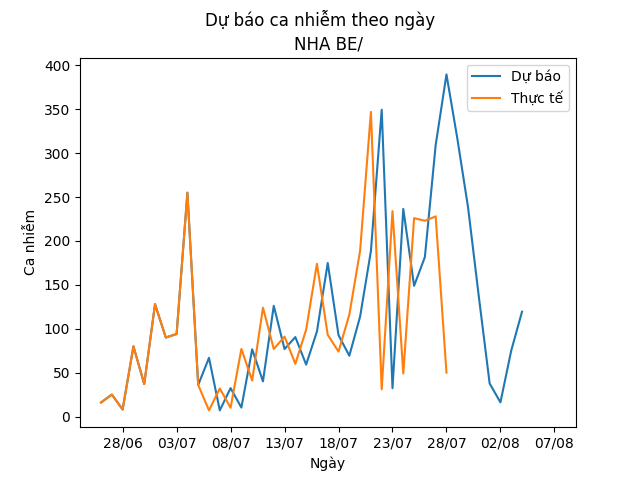 Dự báo ca nhiễm theo ngày
NHA BE/
Dự báo
Thực tế
Ca nhiễm
400
350
300
250
200
150
100
50
0
28/06 03/07 08/07 13/07 18/07 23/07 28/07 02/08 07/08
Ngày